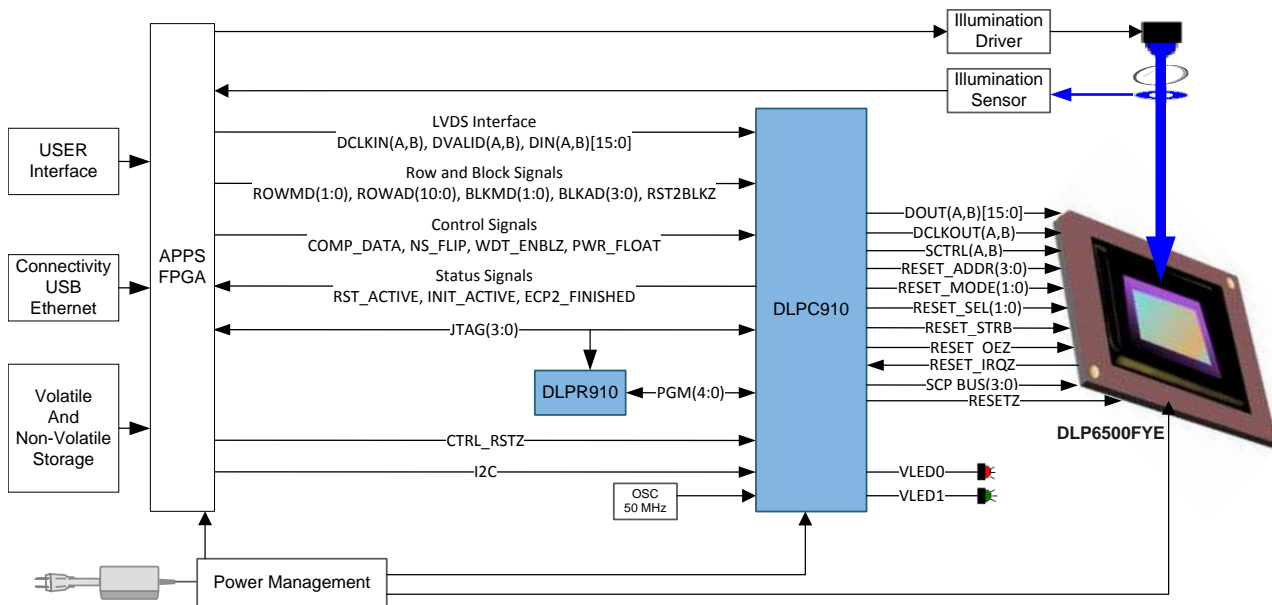 Illumination
Driver
Illumination
Sensor
USER
Interface
Connectivity
USB
Ethernet
Volatile
And
Non-Volatile
Storage
APPS
FPGA
LVDS Interface
DCLKIN(A,B), DVALID(A,B), DIN(A,B)[15:0]
Row and Block Signals
ROWMD(1:0), ROWAD(10:0), BLKMD(1:0), BLKAD(3:0), RST2BLKZ
Control Signals
COMP_DATA, NS_FLIP, WDT_ENBLZ, PWR_FLOAT
Status Signals
RST_ACTIVE, INIT_ACTIVE, ECP2_FINISHED
JTAG(3:0)
DLPR910
PGM(4:0)
CTRL_RSTZ
I2C
OSC
50 MHz
DLPC910
DOUT(A,B)[15:0]
DCLKOUT(A,B)
SCTRL(A,B)
RESET_ADDR(3:0)
RESET_MODE(1:0)
RESET_SEL(1:0)
RESET_STRB
RESET_OEZ
RESET_IRQZ
SCP BUS(3:0)
RESETZ
DLP6500FYE
VLED0
VLED1
Power Management